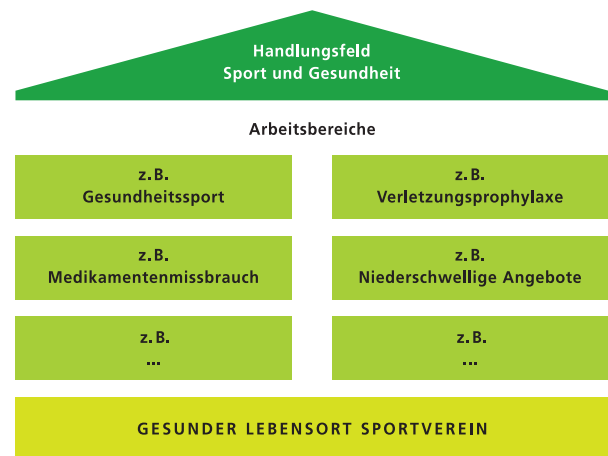 Handlungsfeld
Sport und Gesundheit
Arbeitsbereiche
z.B.
Gesundheitssport
z.B.
Verletzungsprophylaxe
z.B.
Medikamentenmissbrauch
z.B.
Niederschwellige Angebote
z.B.
...
z.B.
...
GESUNDER LEBENSORT SPORTVEREIN